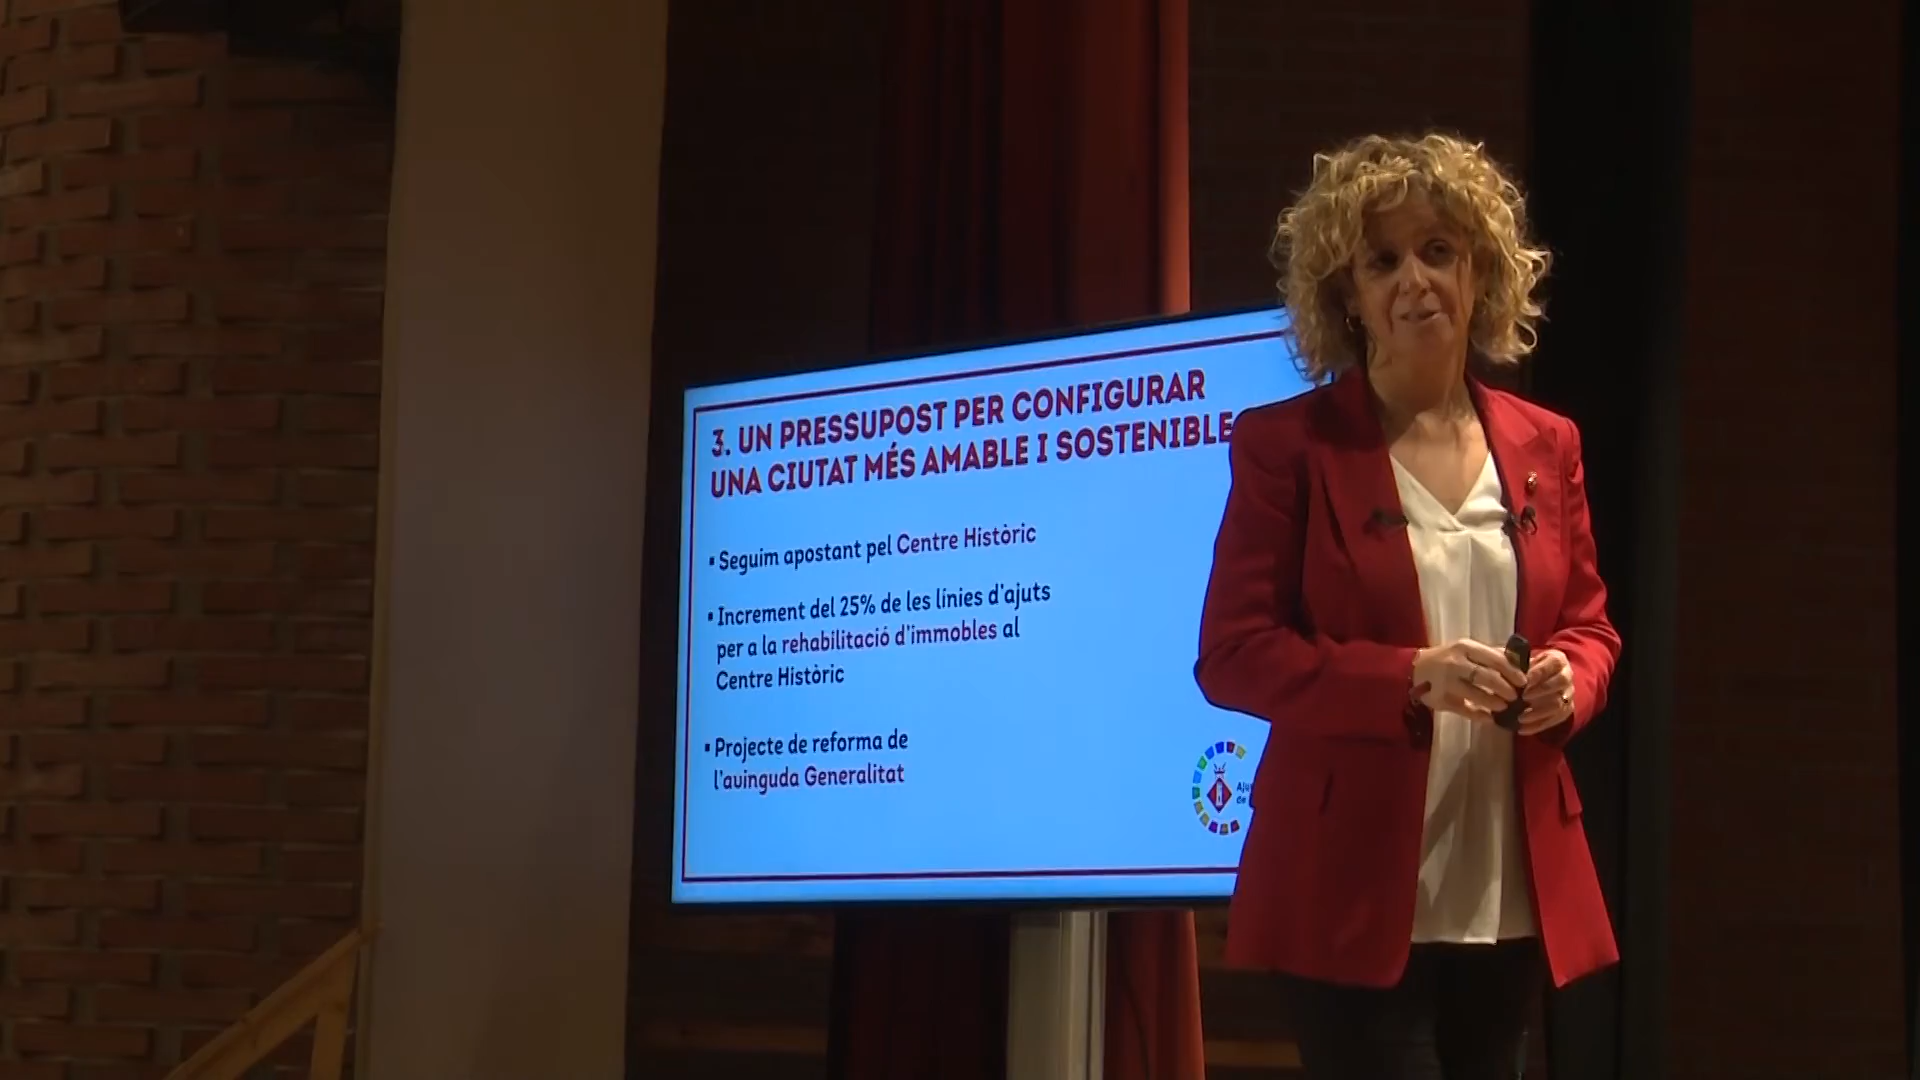 3. UN PRESSUPOST PER CONFIGURAR
UNA CIUTAT MÉS AMABLE I SOSTENIBLE
▪ Seguim apostant pel Centre Històric
▪ Increment del 25% de les línies d'ajuts
per a la rehabilitació d'immobles al
Centre Històric
▪ Projecte de reforma de
l'avinguda Generalitat
de